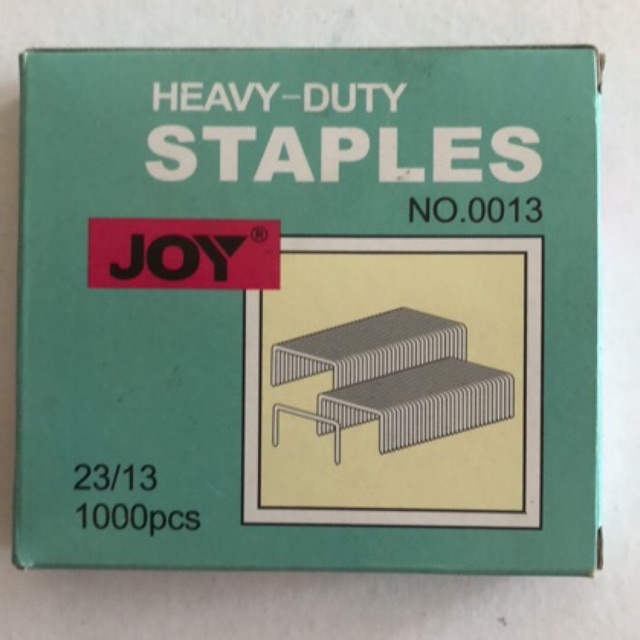 HEAVY-DUTY
STAPLES
NO.0013
JOY®
23/13
1000pcs